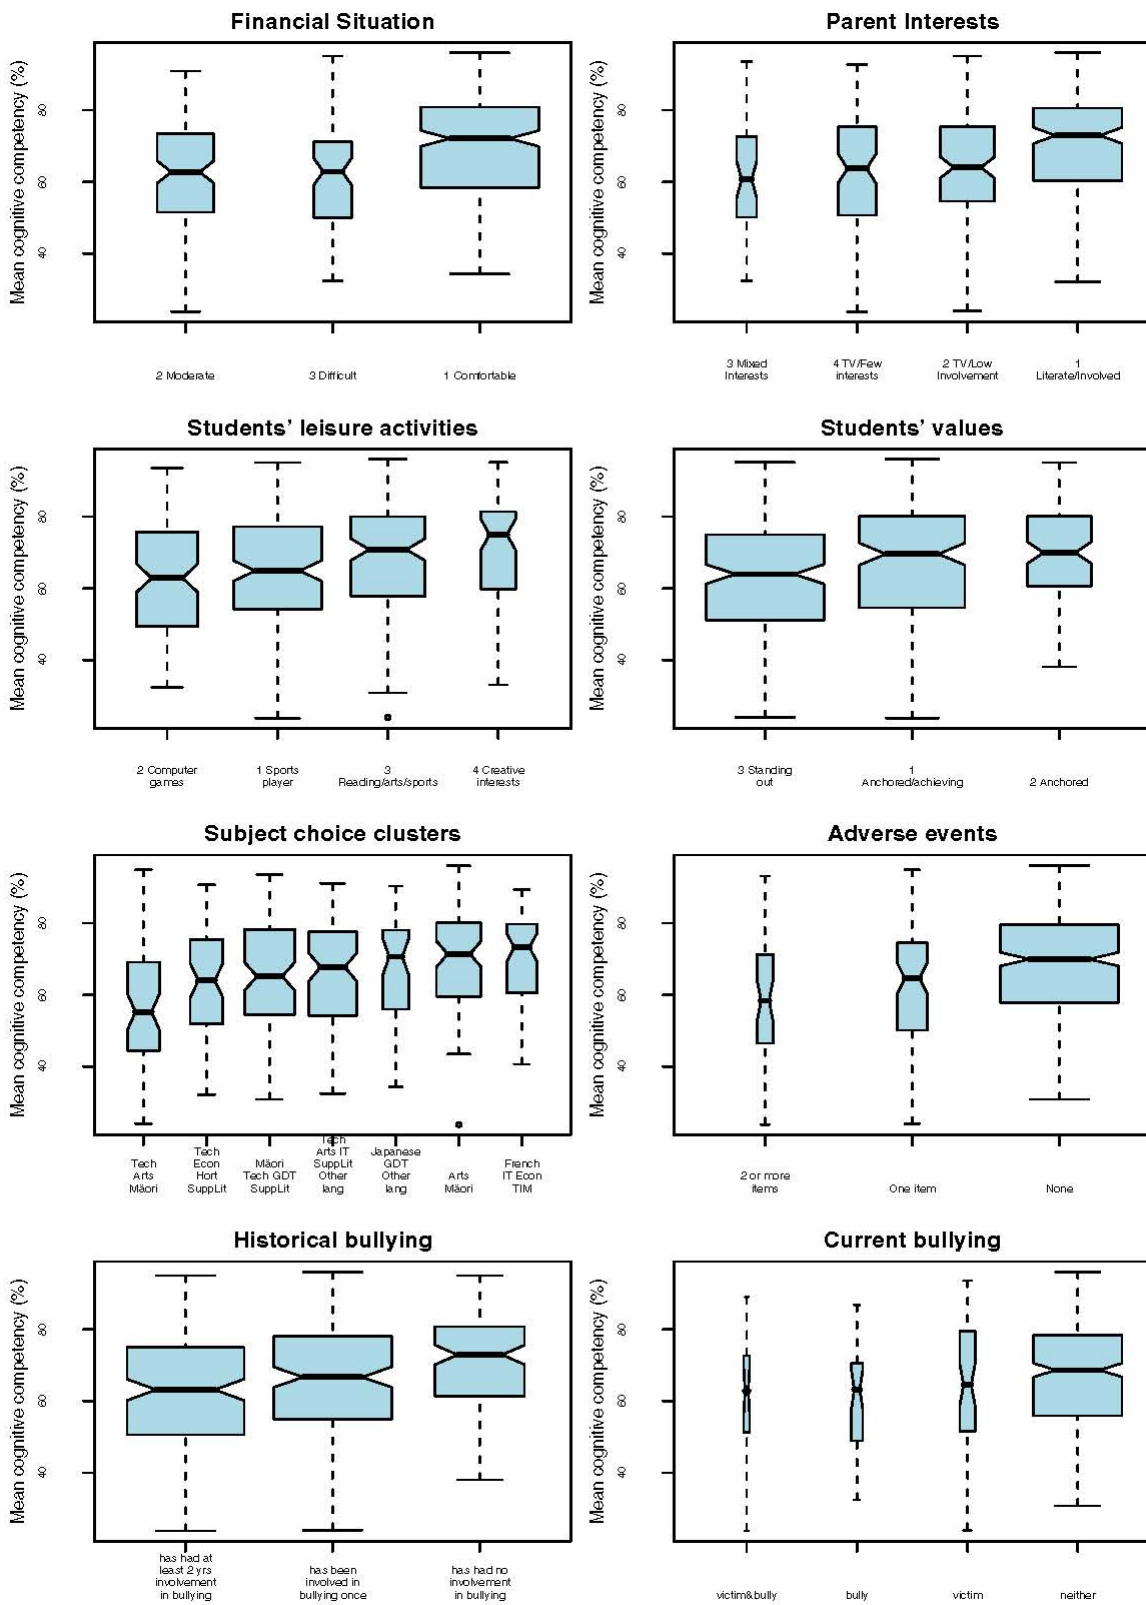 Financial Situation
Mean cognitive competency (%)
80
60
40
2 Moderate
3 Difficult
1 Comfortable
Parent Interests
Mean cognitive competency (%)
80
60
40
3 Mixed
Interests
4 TV/Few
interests
2 TV/Low
Involvement
1
Literate/Involved
Students' leisure activities
Mean cognitive competency (%)
80
60
40
2 Computer
games
1 Sports
player
3
Reading/arts/sports
4 Creative
interests
Students' values
Mean cognitive competency (%)
80
60
40
3 Standing
out
1
Anchored/achieving
2 Anchored
Subject choice clusters
Mean cognitive competency (%)
80
60
40
Tech
Arts
Māori
Tech
Econ
Hort
SuppLit
Māori
Tech GDT
SuppLit
Tech
Arts IT
SuppLit
Other
lang
Japanese
GDT
Other
lang
Arts
Māori
French
IT Econ
TIM
Adverse events
Mean cognitive competency (%)
80
60
40
2 or more
items
One item
None
Historical bullying
Mean cognitive competency (%)
80
60
40
has had at
least 2 yrs
involvement
in bullying
has been
involved in
bullying once
has had no
involvement
in bullying
Current bullying
Mean cognitive competency (%)
80
60
40
victim&bully
bully
victim
neither